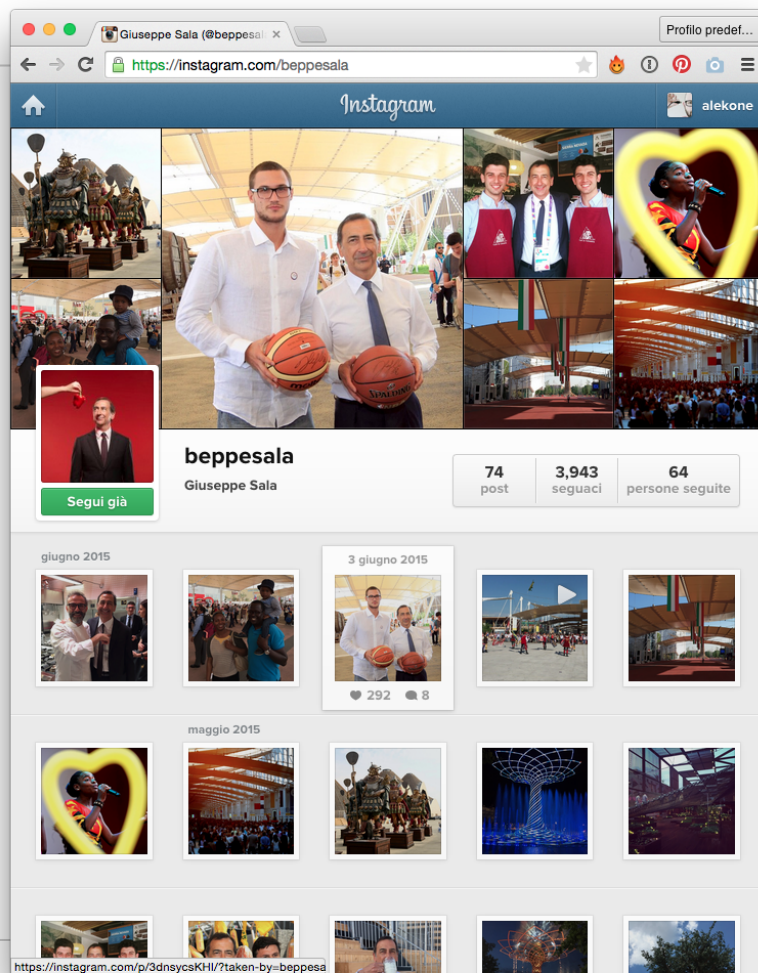 Giuseppe Sala (@beppesal
Profilo predef…
https://instagram.com/beppesala
Instagram
alekone
SPALDING
beppesala
Giuseppe Sala
Segui già
74
post
3,943
seguaci
64
persone seguite
giugno 2015
3 giugno 2015
292
8
maggio 2015
https://instagram.com/p/3dnsycsKHI/?taken-by=beppesa